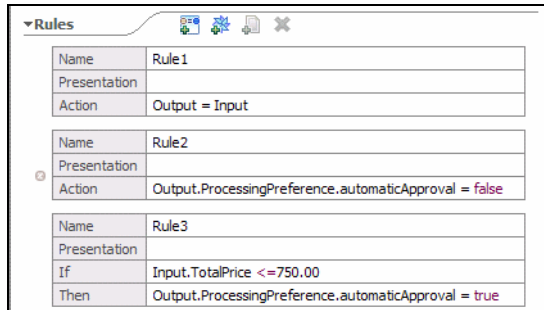 Rules
Name Rule1
Presentation
Action Output = Input
Name Rule2
Presentation
Action Output.ProcessingPreference.automaticApproval = false
Name Rule3
Presentation
If Input.TotalPrice <=750.00
Then Output.ProcessingPreference.automaticApproval = true